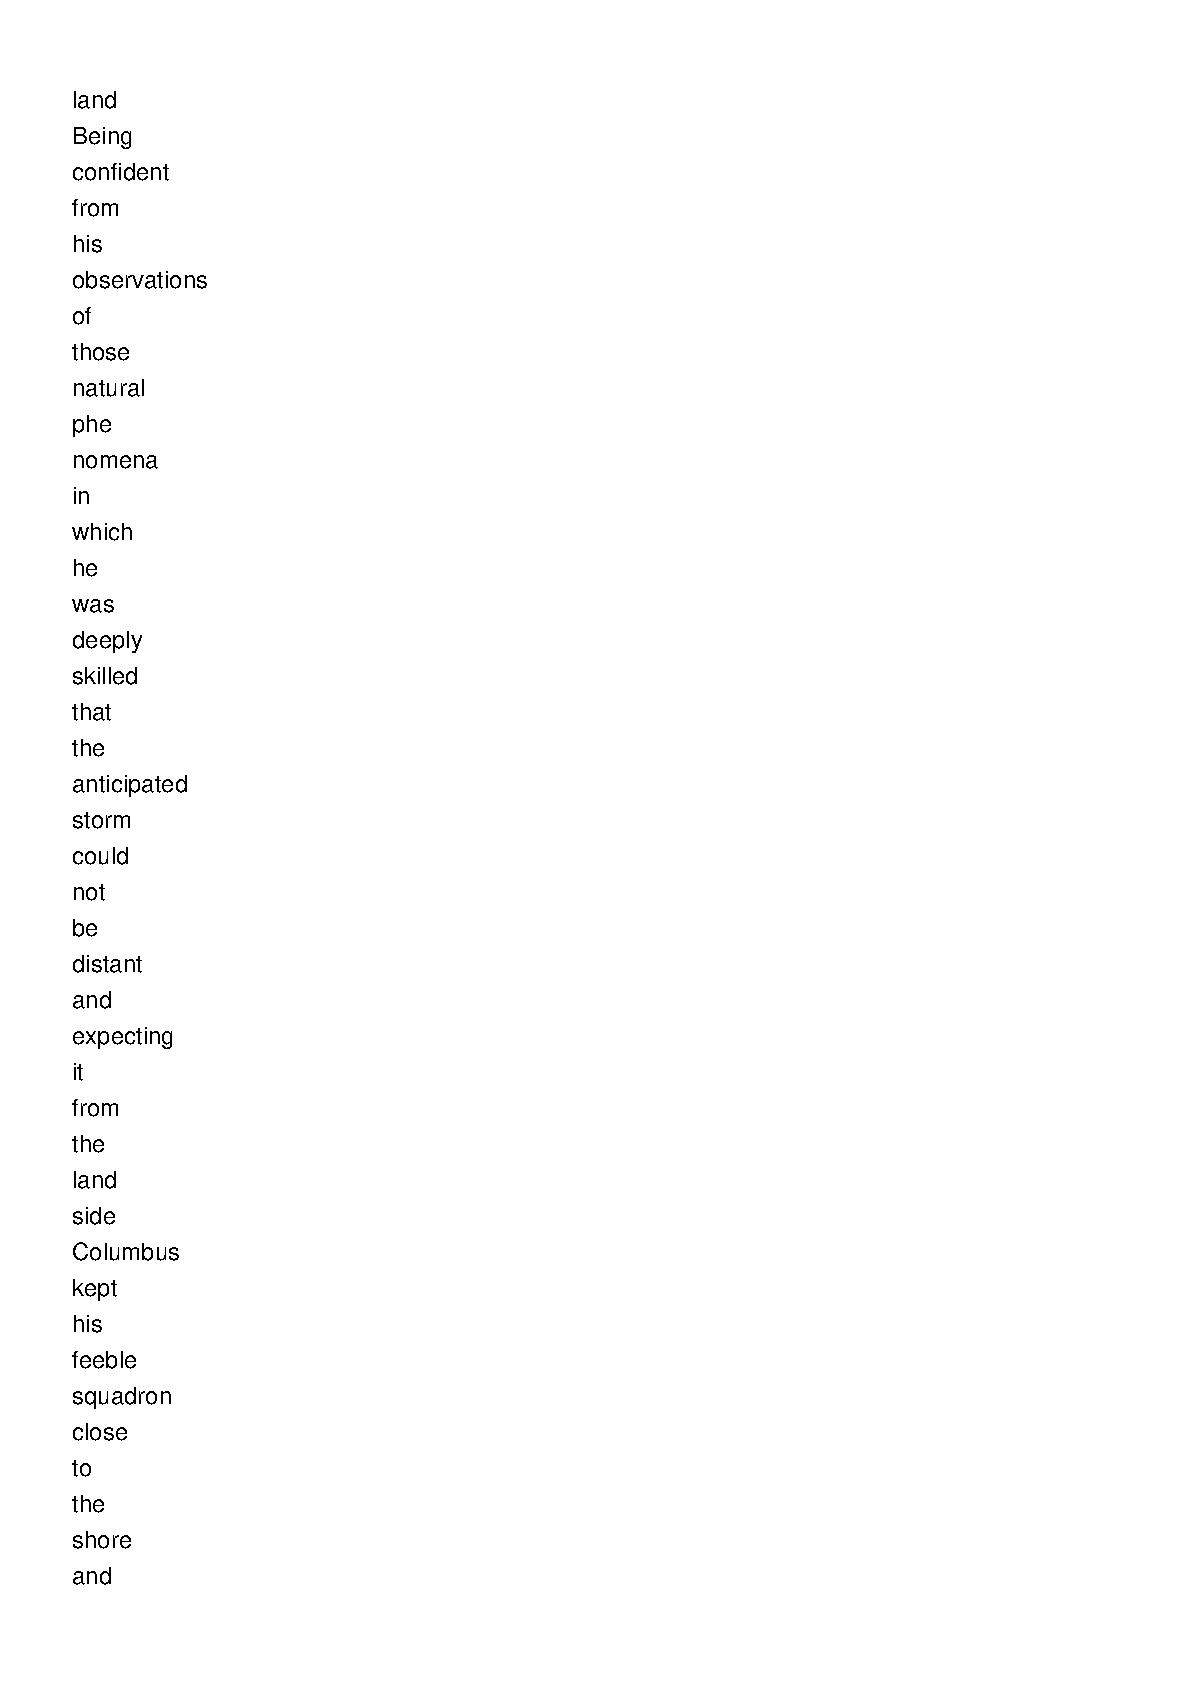 land
Being
confident
from
his
observations
of
those
natural
phe
nomena
in
which
he
was
deeply
skilled
that
the
anticipated
storm
could
not
be
distant
and
expecting
it
from
the
land
side
Columbus
kept
his
feeble
squadron
close
to
the
shore
and